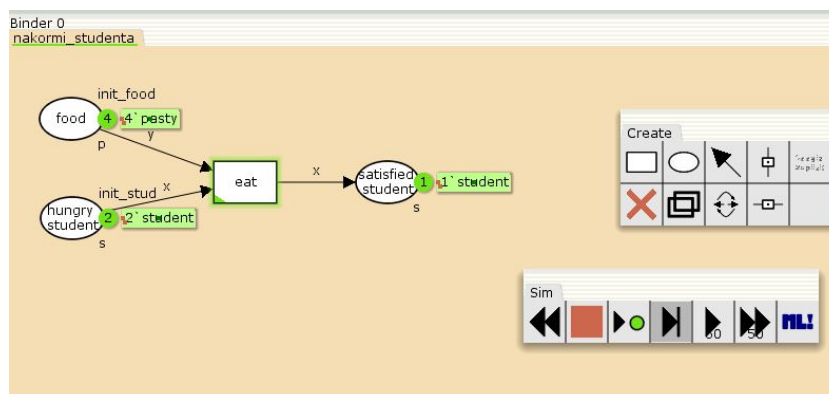 Binder 0
nakormi_studenta
init_food
food
4
4`pasty
p
y
Create
eat
x
satisfied
student
1
1`student
s
init_stud
x
hungry
student
2
2`student
s
Sim
50
ML!